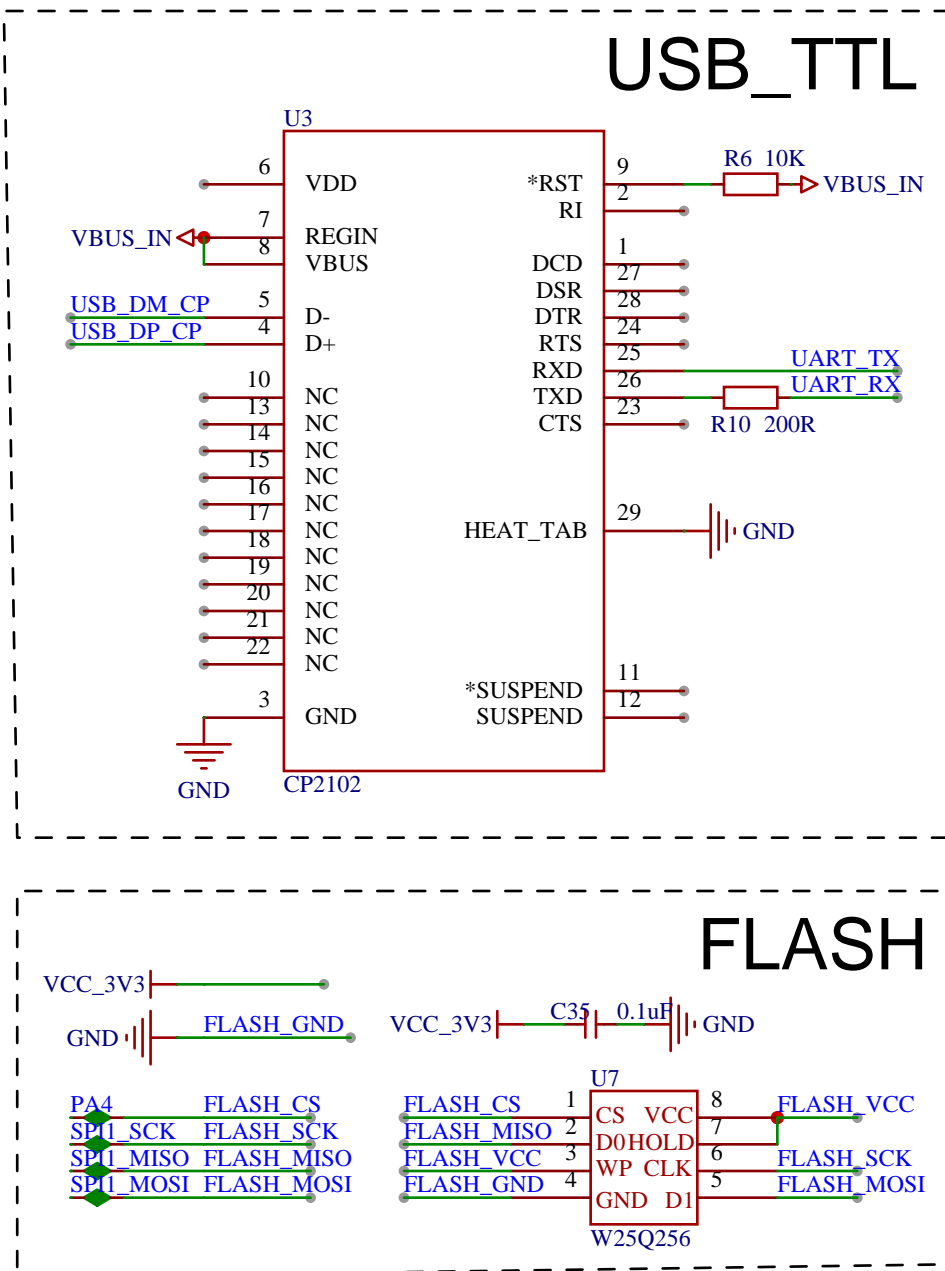 USB_TTL
U3
6 VDD
7 REGIN
VBUS_IN
8 VBUS
USB_DM_CP 5 D-
USB_DP_CP 4 D+
10 NC
13 NC
14 NC
15 NC
16 NC
17 NC
18 NC
19 NC
20 NC
21 NC
22 NC
3 GND
GND
*RST 9 R6 10K VBUS_IN
RI 2
DCD 1
DSR 27
DTR 28
RTS 24
RXD 25 UART_TX
TXD 26 UART_RX
R10 200R
CTS 23
HEAT_TAB 29 GND
*SUSPEND 11
SUSPEND 12
CP2102
FLASH
VCC_3V3
GND FLASH_GND
VCC_3V3 C35 0.1uF GND
PA4 FLASH_CS
SPI1_SCK FLASH_SCK
SPI1_MISO FLASH_MISO
SPI1_MOSI FLASH_MOSI
U7
FLASH_CS 1 CS VCC 8 FLASH_VCC
FLASH_MISO 2 D0 HOLD 7
FLASH_VCC 3 WP CLK 6 FLASH_SCK
FLASH_GND 4 GND D1 5 FLASH_MOSI
W25Q256